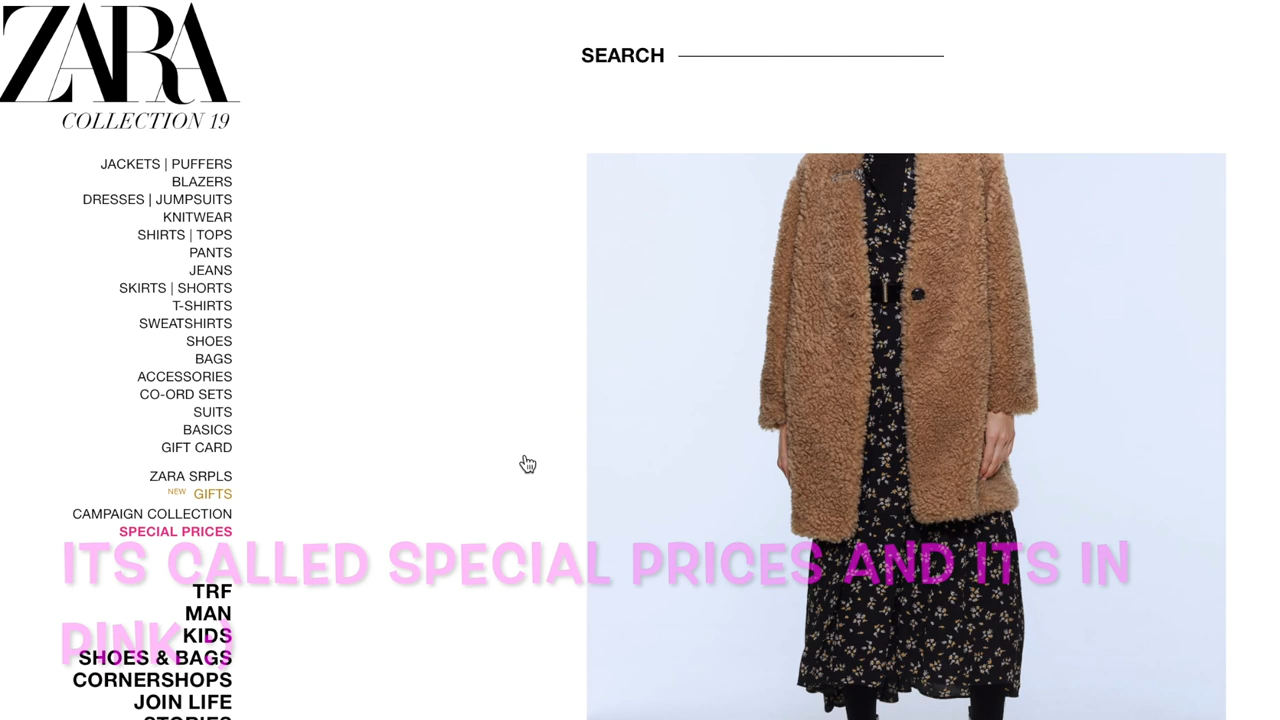 ZARA
COLLECTION 19
SEARCH
JACKETS | PUFFERS
BLAZERS
DRESSES | JUMPSUITS
KNITWEAR
SHIRTS | TOPS
PANTS
JEANS
SKIRTS | SHORTS
T-SHIRTS
SWEATSHIRTS
SHOES
BAGS
ACCESSORIES
CO-ORD SETS
SUITS
BASICS
GIFT CARD
ZARA SRPLS
NEW GIFTS
CAMPAIGN COLLECTION
SPECIAL PRICES
ITS CALLED SPECIAL PRICES AND ITS IN
PINK :)
TRF
MAN
KIDS
SHOES & BAGS
CORNERSHOPS
JOIN LIFE
STORIES